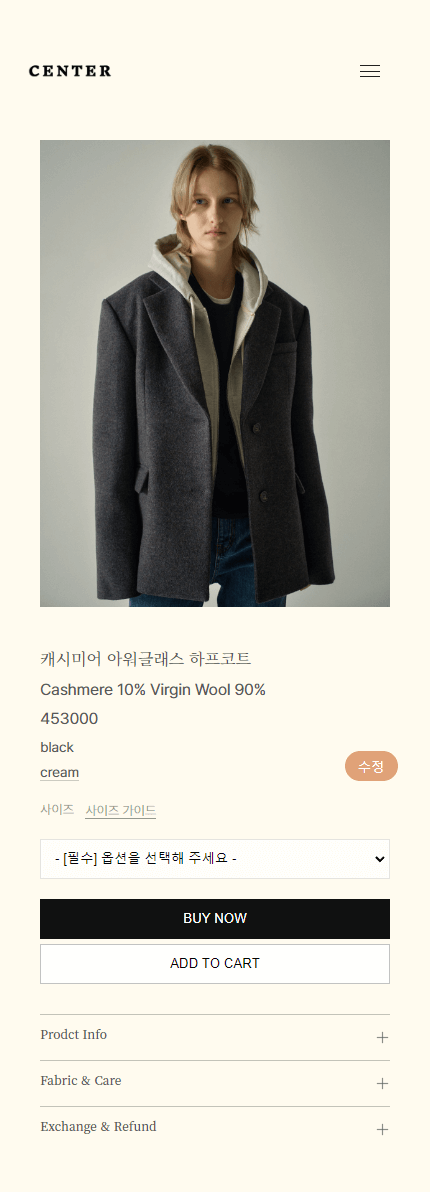 CENTER
캐시미어 아워글래스 하프코트
Cashmere 10% Virgin Wool 90%
453000
black
cream
수정
사이즈 사이즈 가이드
- [필수] 옵션을 선택해 주세요 -
BUY NOW
ADD TO CART
Prodct Info
Fabric & Care
Exchange & Refund